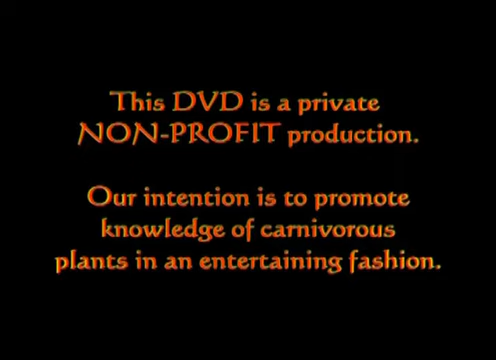 This DVD is a private
NON-PROFIT production.
Our intention is to promote
knowledge of carnivorous
plants in an entertaining fashion.